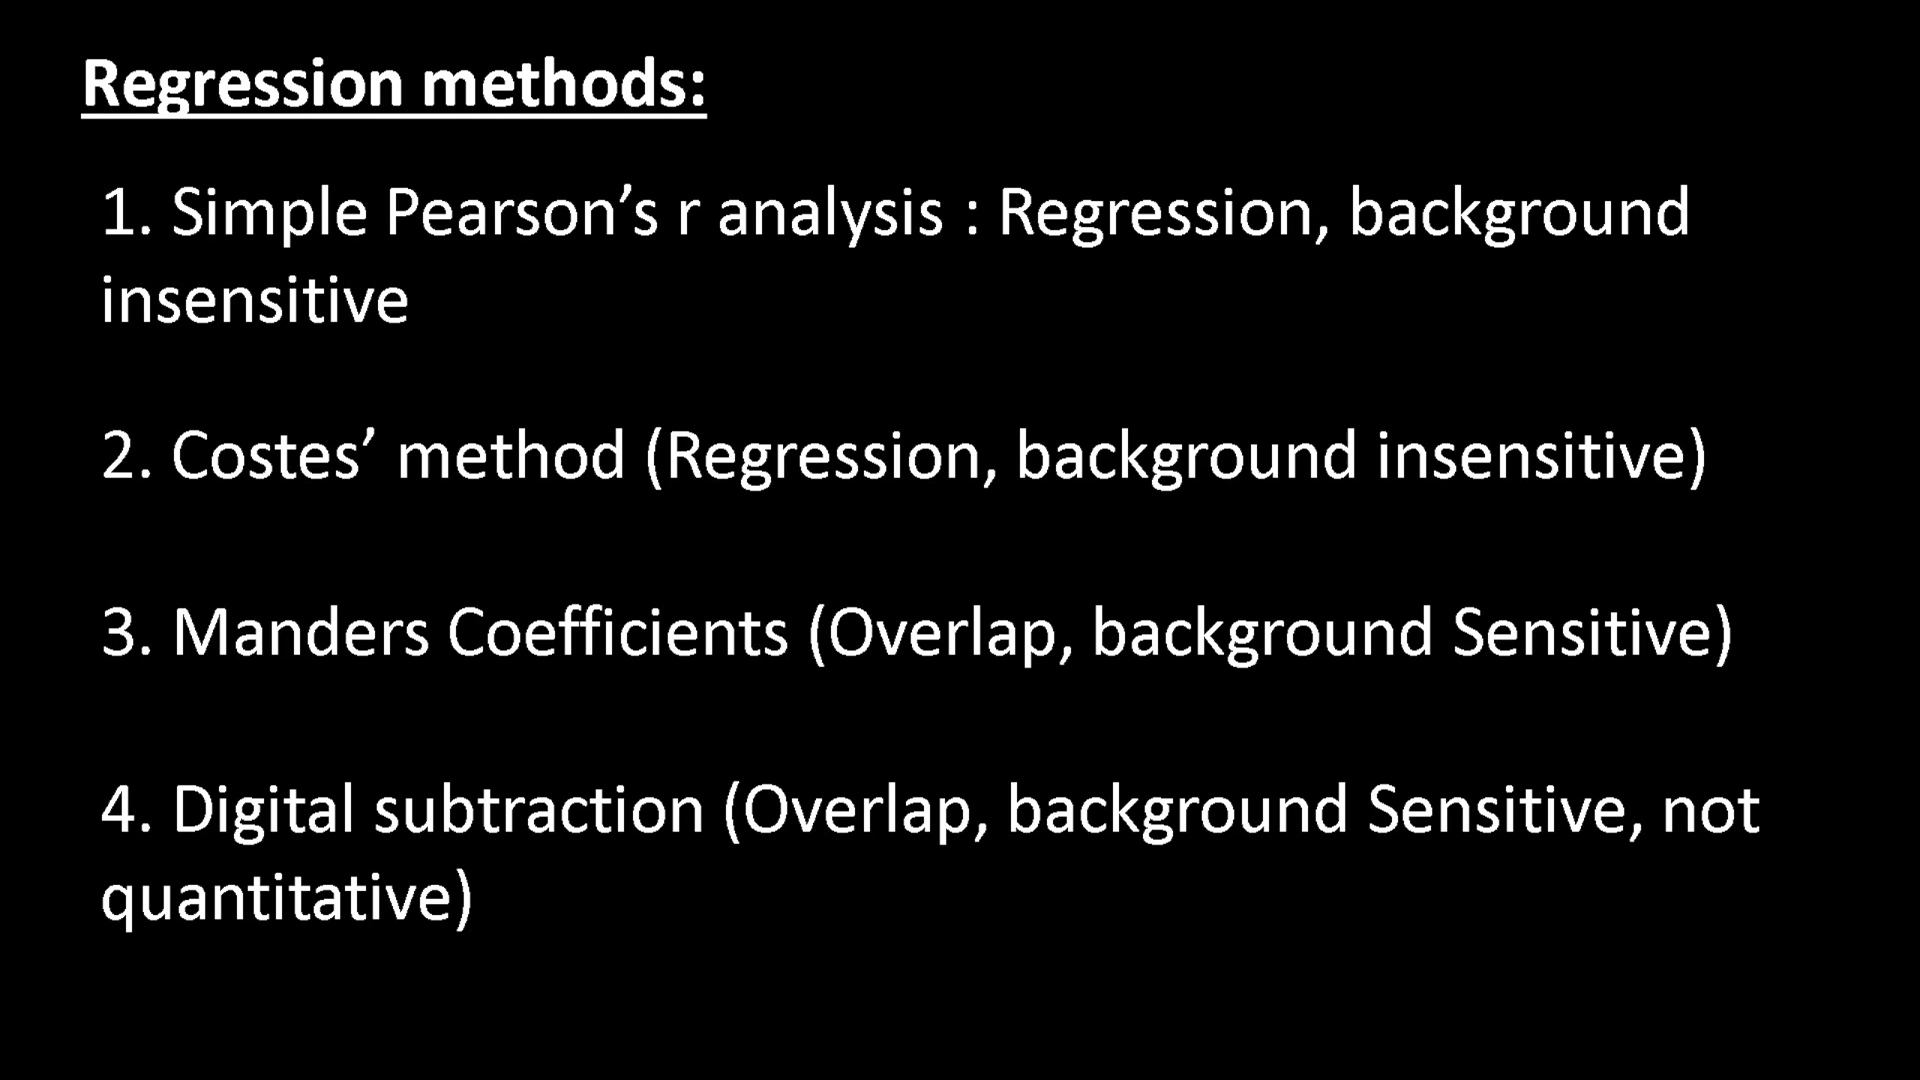 Regression methods:
1. Simple Pearson’s r analysis : Regression, background
insensitive
2. Costes’ method (Regression, background insensitive)
3. Manders Coefficients (Overlap, background Sensitive)
4. Digital subtraction (Overlap, background Sensitive, not
quantitative)